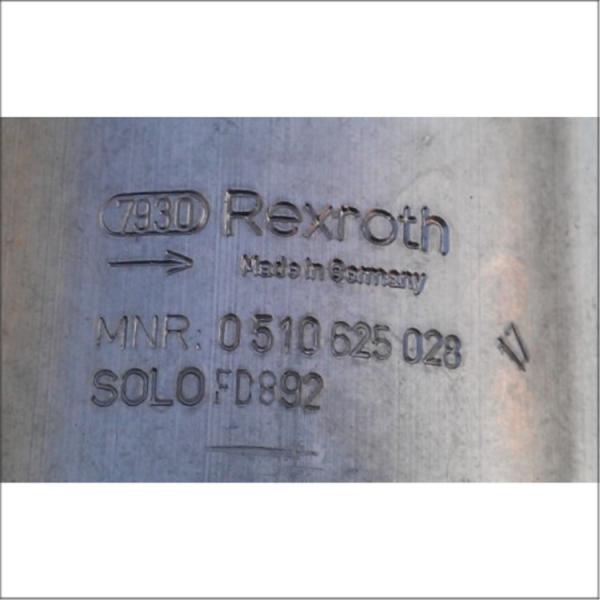 7930 Rexroth
Made in Germany
MNR: 0 510 625 028
SOLO FD892